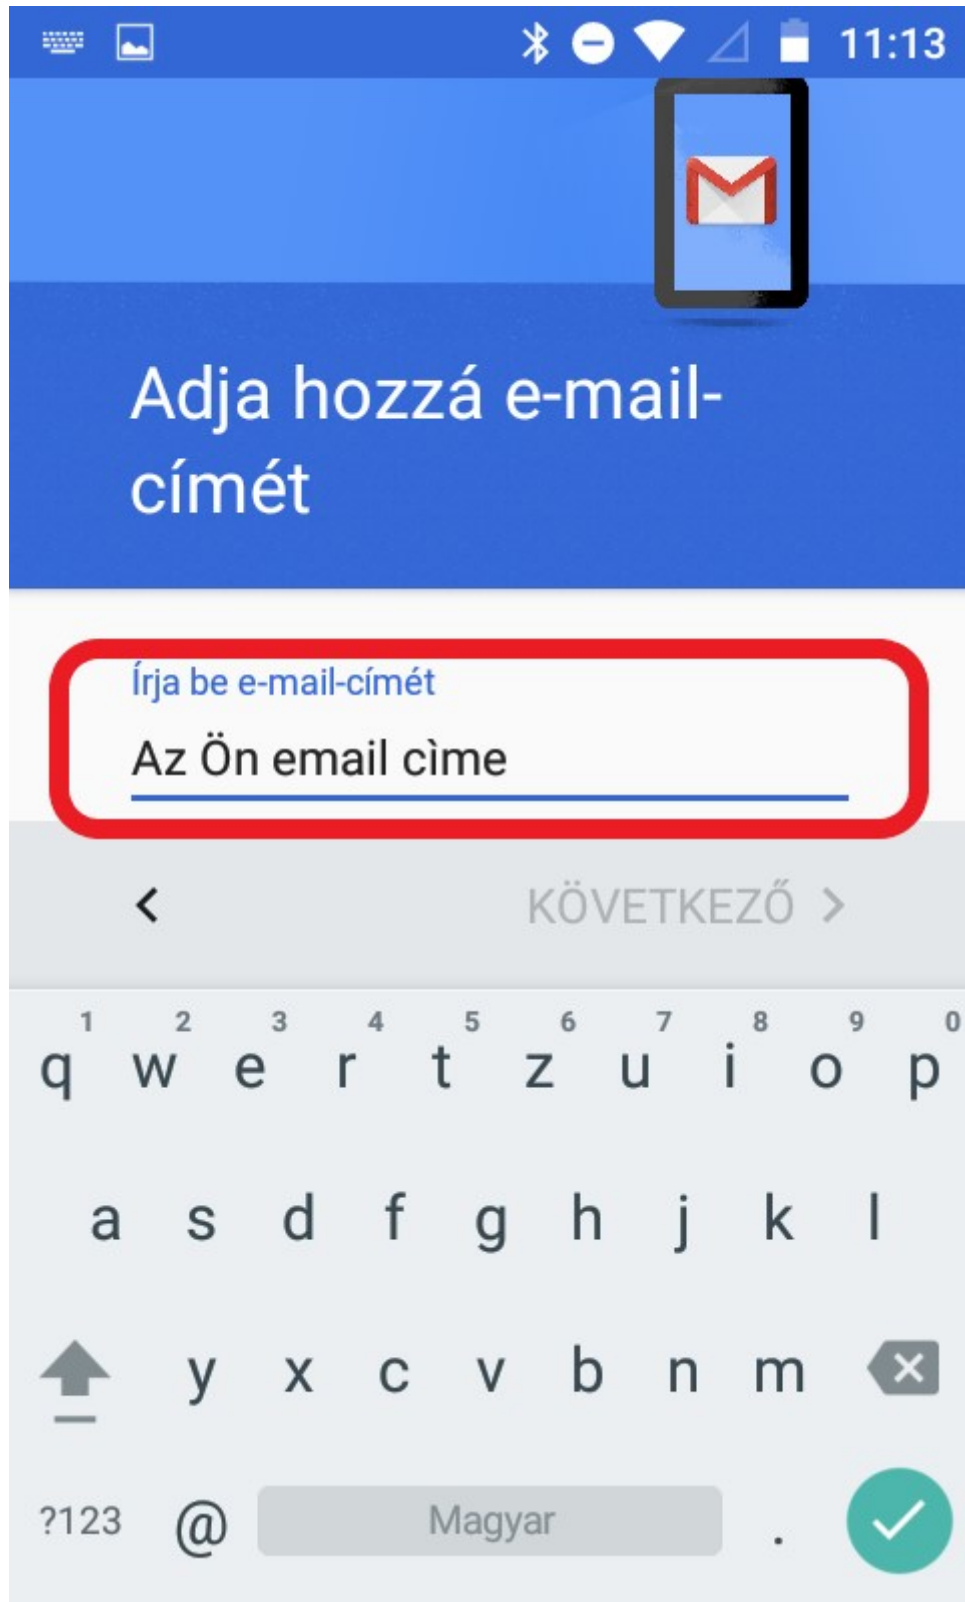 11:13
Adja hozzá e-mail-
címét
Írja be e-mail-címét
Az Ön email cìme
KÖVETKEZŐ
1 2 3 4 5 6 7 8 9 0
q w e r t z u i o p
a s d f g h j k l
y x c v b n m
?123 @ Magyar .